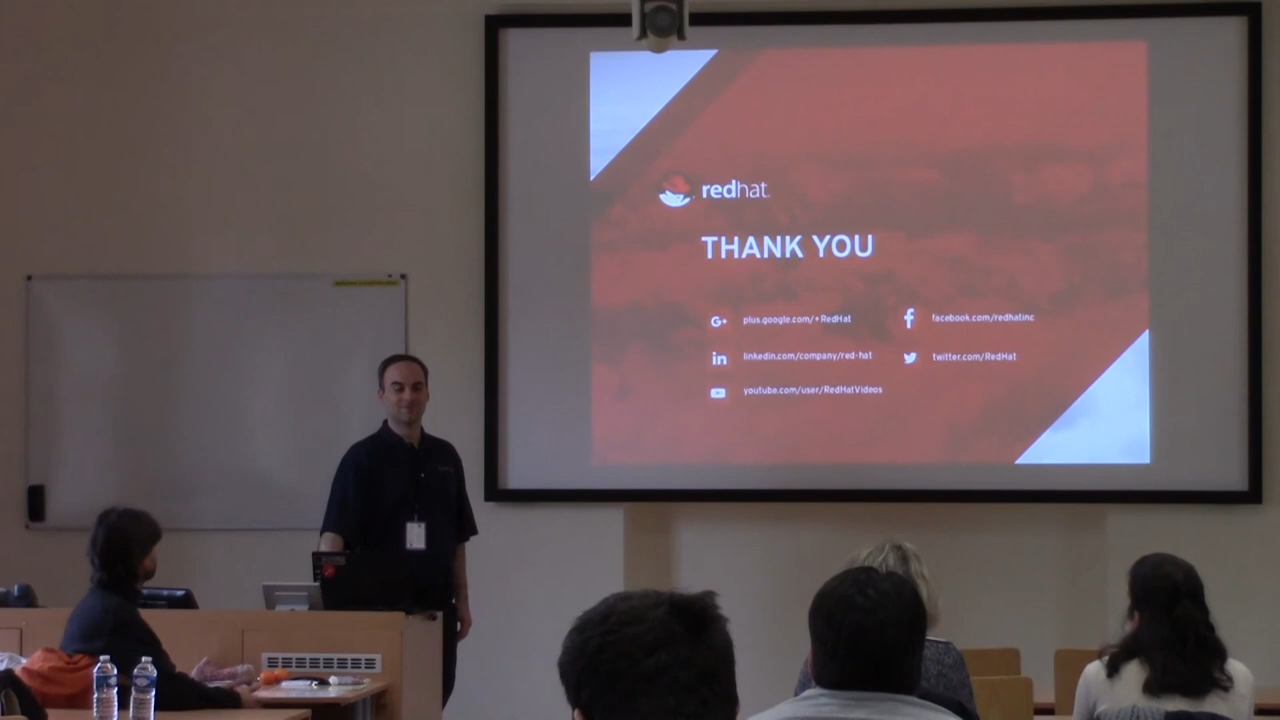 redhat.
THANK YOU
plus.google.com/+RedHat
facebook.com/redhatinc
linkedin.com/company/red-hat
twitter.com/RedHat
youtube.com/user/RedHatVideos